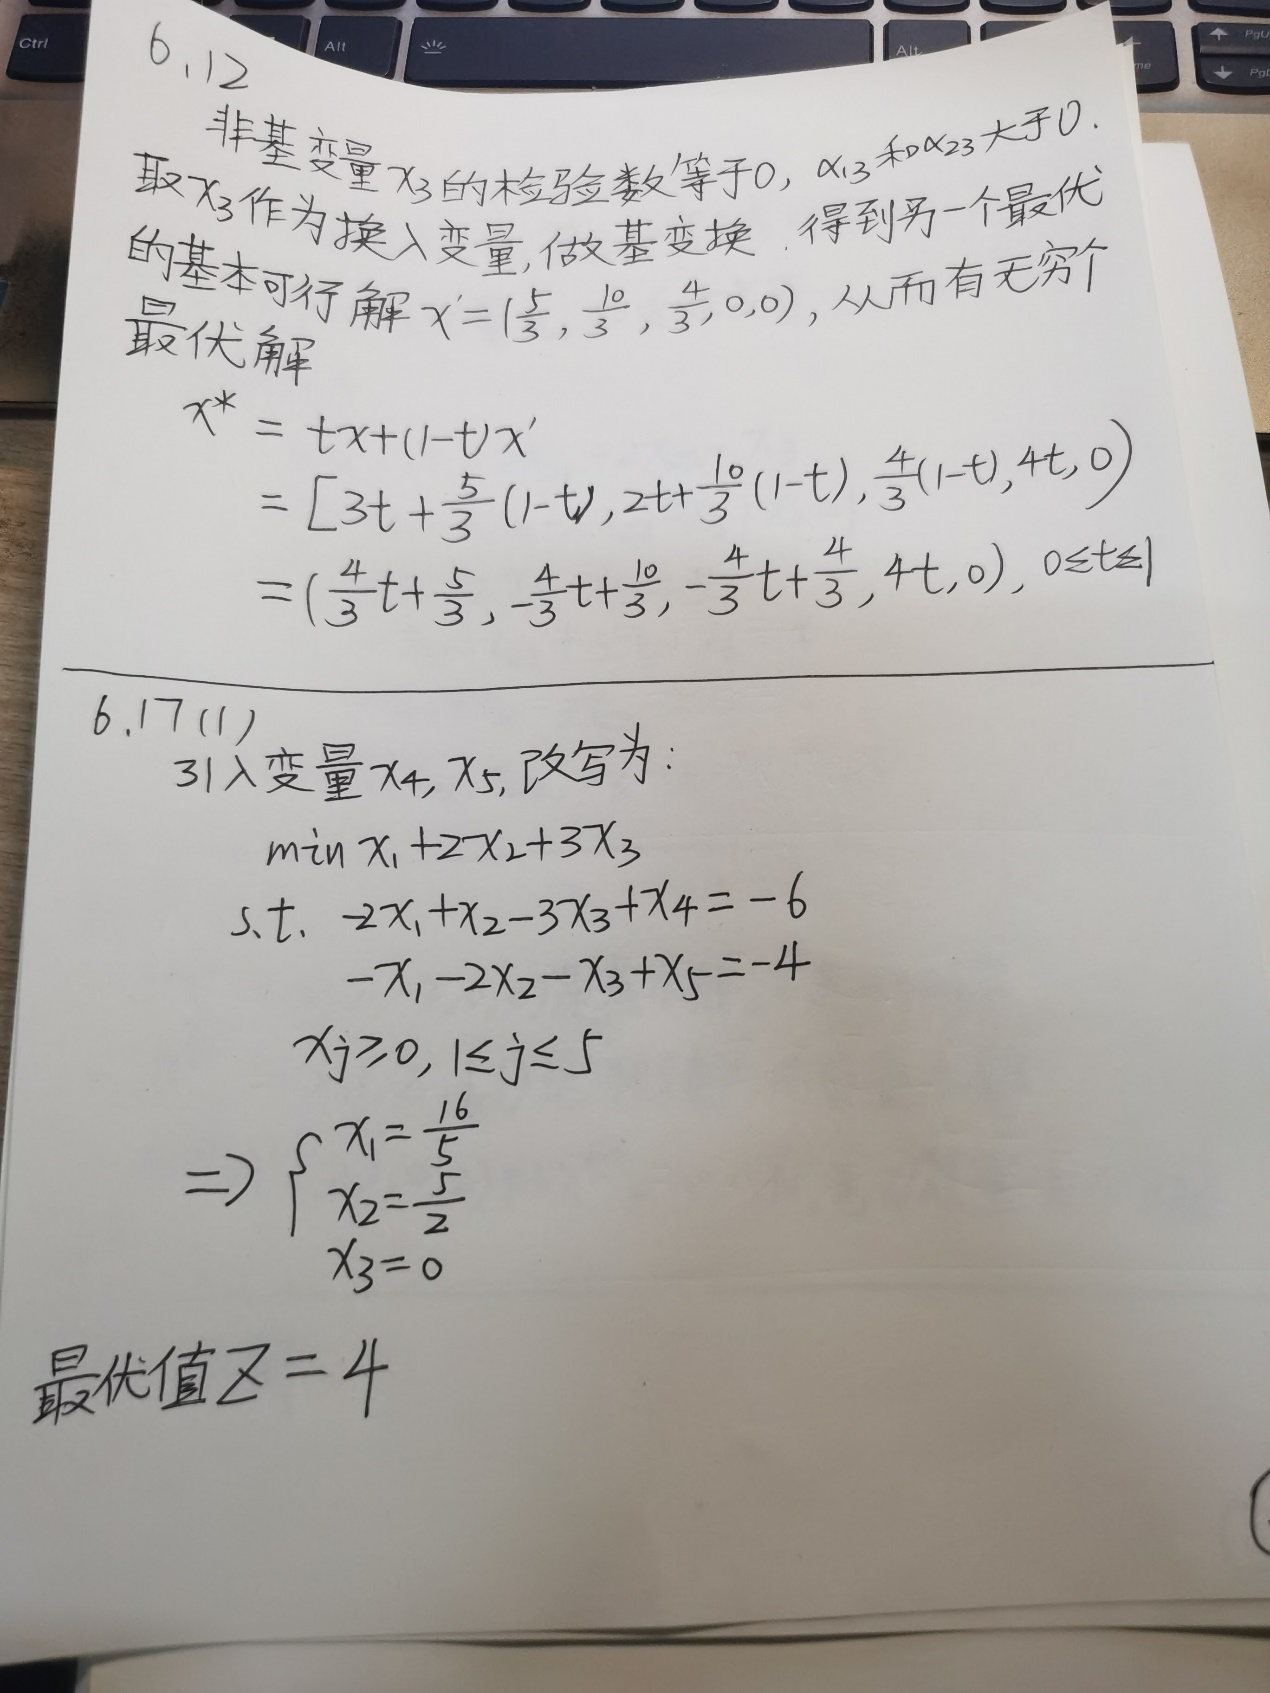 Ctrl
Alt
Alt
PgU
6.12
非基变量x₃的检验数等于0, α₁₃和α₂₃大于0.
取x₃作为换入变量,做基变换.得到另一个最优
的基本可行解x'=(5/3, 10/3, 4/3, 0,0), 从而有无穷个
最优解
x* = tx+(1-t)x'
= [3t+5/3(1-t), 2t+10/3(1-t), 4/3(1-t), 4t, 0)
=(4/3t+5/3, -4/3t+10/3, -4/3t+4/3, 4t, 0), 0≤t≤1
6.17(1)
引入变量x₄, x₅, 改写为:
min x₁+2x₂+3x₃
s.t. -2x₁+x₂-3x₃+x₄=-6
-x₁-2x₂-x₃+x₅=-4
xj≥0, 1≤j≤5
=> { x₁=16/5
x₂=5/2
x₃=0
最优值Z=4